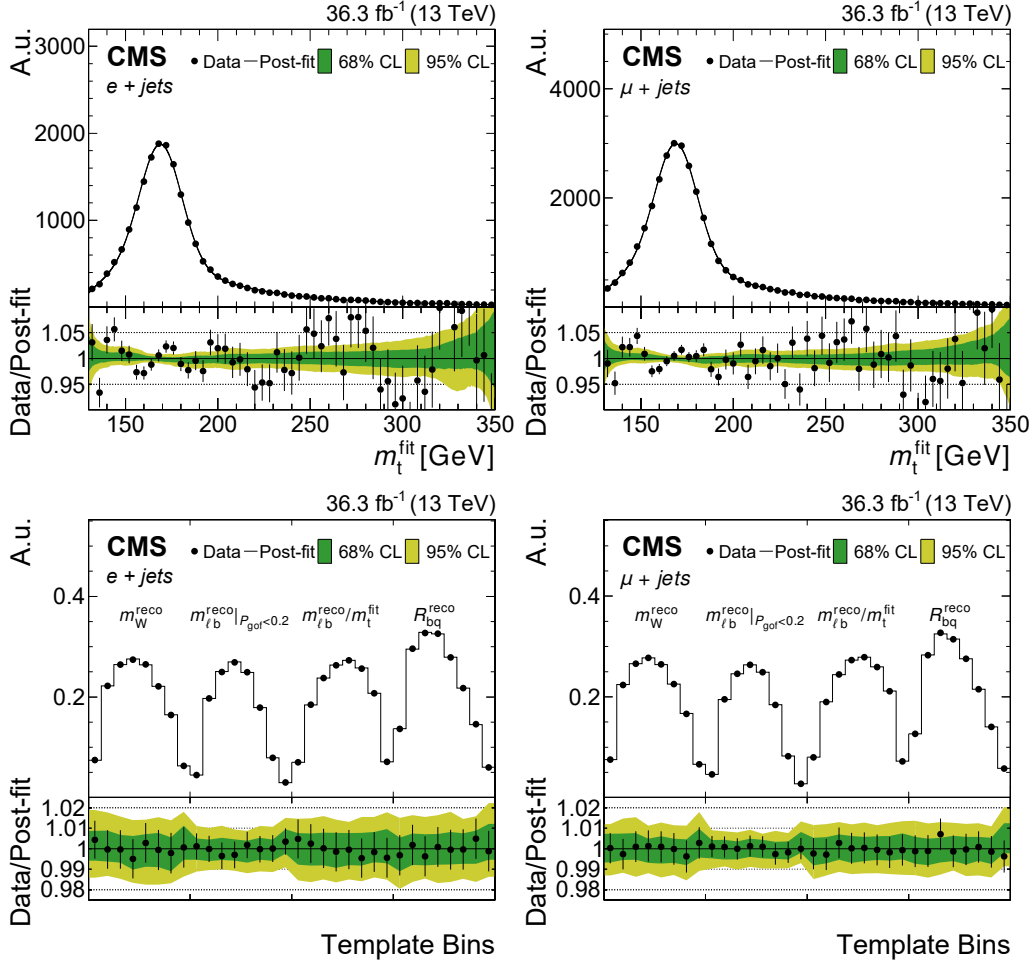 36.3 fb⁻¹ (13 TeV)
A.u.
3000
2000
1000
CMS
e + jets
Data
Post-fit
68% CL
95% CL
Data/Post-fit
1.05
1
0.95
150 200 250 300 350
m_t^fit [GeV]
36.3 fb⁻¹ (13 TeV)
A.u.
4000
2000
CMS
μ + jets
Data
Post-fit
68% CL
95% CL
Data/Post-fit
1.05
1
0.95
150 200 250 300 350
m_t^fit [GeV]
36.3 fb⁻¹ (13 TeV)
A.u.
0.4
0.2
CMS
e + jets
Data
Post-fit
68% CL
95% CL
m_W^reco m_ℓb^reco|P_gof<0.2 m_ℓb^reco/m_t^fit R_bq^reco
Data/Post-fit
1.02
1.01
1
0.99
0.98
Template Bins
36.3 fb⁻¹ (13 TeV)
A.u.
0.4
0.2
CMS
μ + jets
Data
Post-fit
68% CL
95% CL
m_W^reco m_ℓb^reco|P_gof<0.2 m_ℓb^reco/m_t^fit R_bq^reco
Data/Post-fit
1.02
1.01
1
0.99
0.98
Template Bins